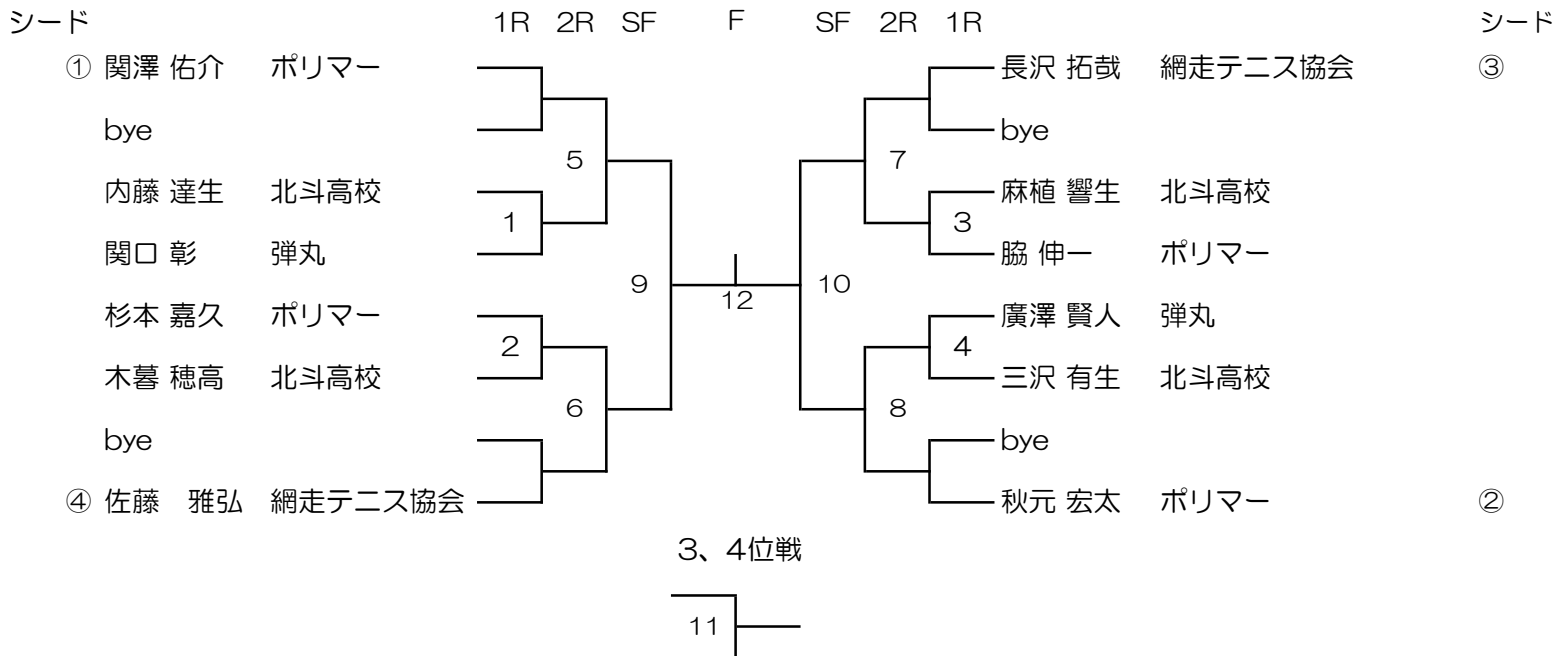 シード 1R 2R SF F SF 2R 1R シード
① 関澤 佑介 ポリマー 長沢 拓哉 網走テニス協会 ③
bye bye
5 7
内藤 達生 北斗高校 麻植 響生 北斗高校
1 3
関口 彰 弾丸 脇 伸一 ポリマー
9 12 10
杉本 嘉久 ポリマー 廣澤 賢人 弾丸
2 4
木暮 穂高 北斗高校 三沢 有生 北斗高校
6 8
bye bye
④ 佐藤 雅弘 網走テニス協会 秋元 宏太 ポリマー ②
3、4位戦
11